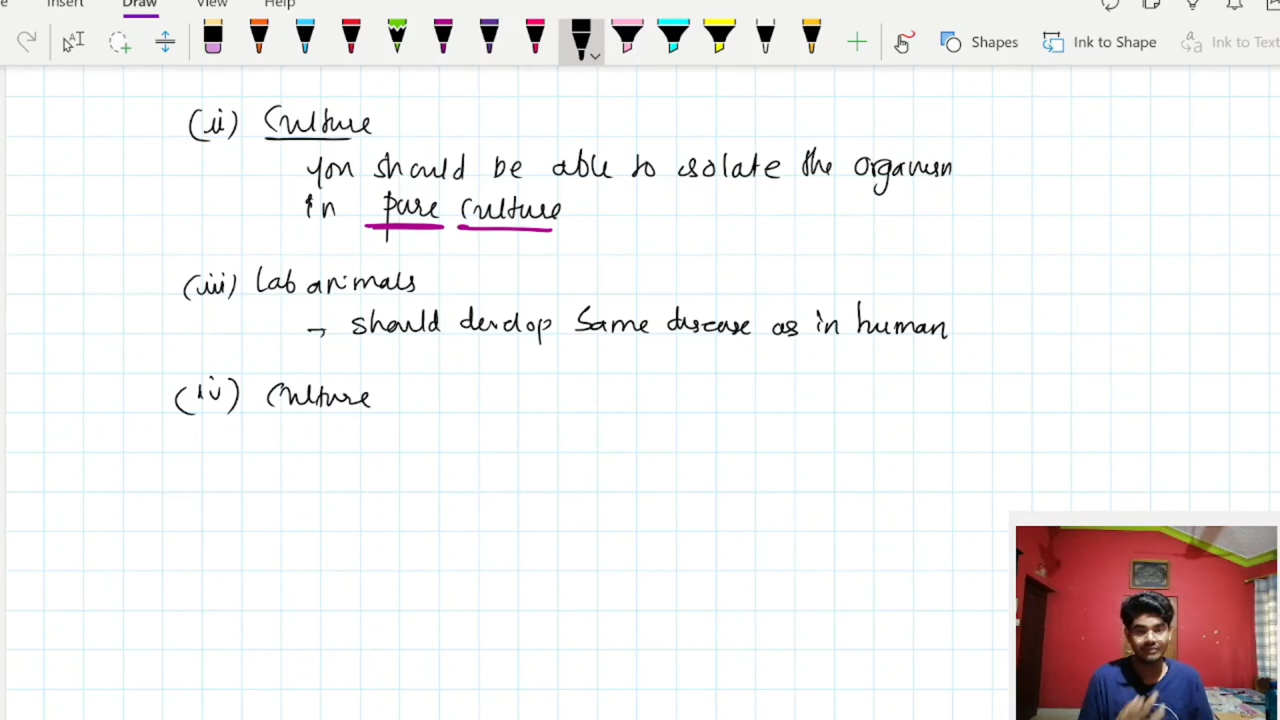 Insert Draw View Help
Shapes Ink to Shape Ink to Text
(ii) Culture
you should be able to isolate the organism
in pure culture
(iii) Lab animals
→ should develop same disease as in human
(iv) Culture